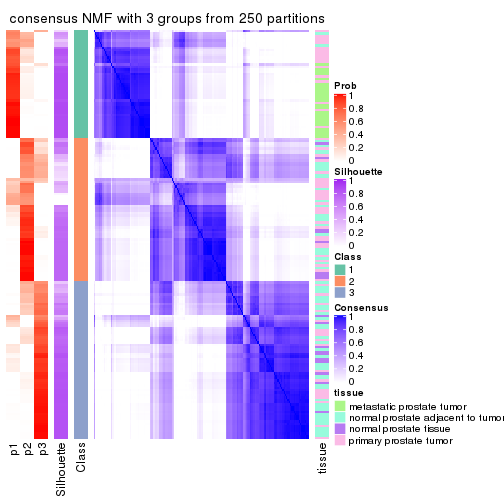 consensus NMF with 3 groups from 250 partitions
Prob
1
0.8
0.6
0.4
0.2
0
Silhouette
1
0.8
0.6
0.4
0.2
0
Class
1
2
3
Consensus
1
0.8
0.6
0.4
0.2
0
tissue
metastatic prostate tumor
normal prostate adjacent to tumor
normal prostate tissue
primary prostate tumor
p1
p2
p3
Silhouette
Class
tissue